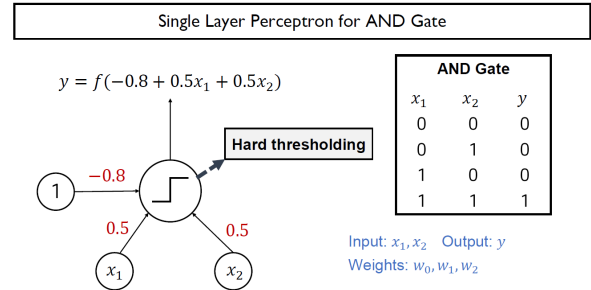 Single Layer Perceptron for AND Gate
y = f(−0.8 + 0.5x₁ + 0.5x₂)
Hard thresholding
1
−0.8
0.5
0.5
x₁
x₂
AND Gate
x₁ x₂ y
0 0 0
0 1 0
1 0 0
1 1 1
Input: x₁, x₂ Output: y
Weights: w₀, w₁, w₂